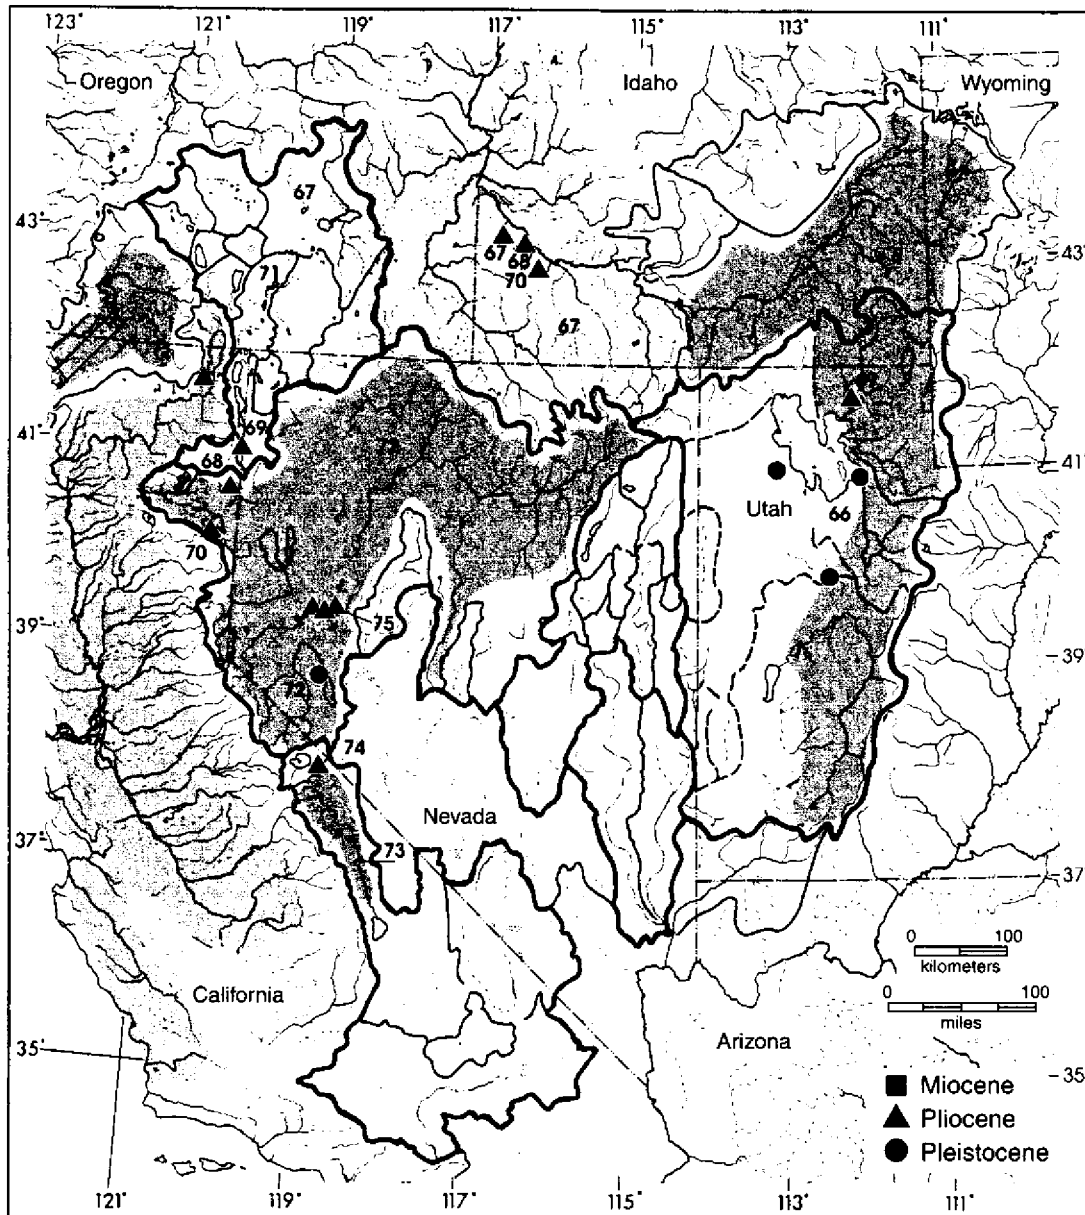 123° 121° 119° 117° 115° 113° 111°
Oregon Idaho Wyoming
67
43° 67 43°
68
71 70
67
69
41° 68 41°
Utah 66
70
39° 75 39°
72
74
Nevada
37° 73 37°
0 100
kilometers
California 0 100
miles
Arizona
35° 35°
Miocene
Pliocene
Pleistocene
121° 119° 117° 115° 113° 111°